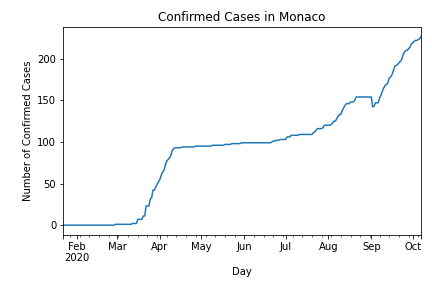 Confirmed Cases in Monaco
Number of Confirmed Cases
200
150
100
50
0
Feb Mar Apr May Jun Jul Aug Sep Oct
2020
Day